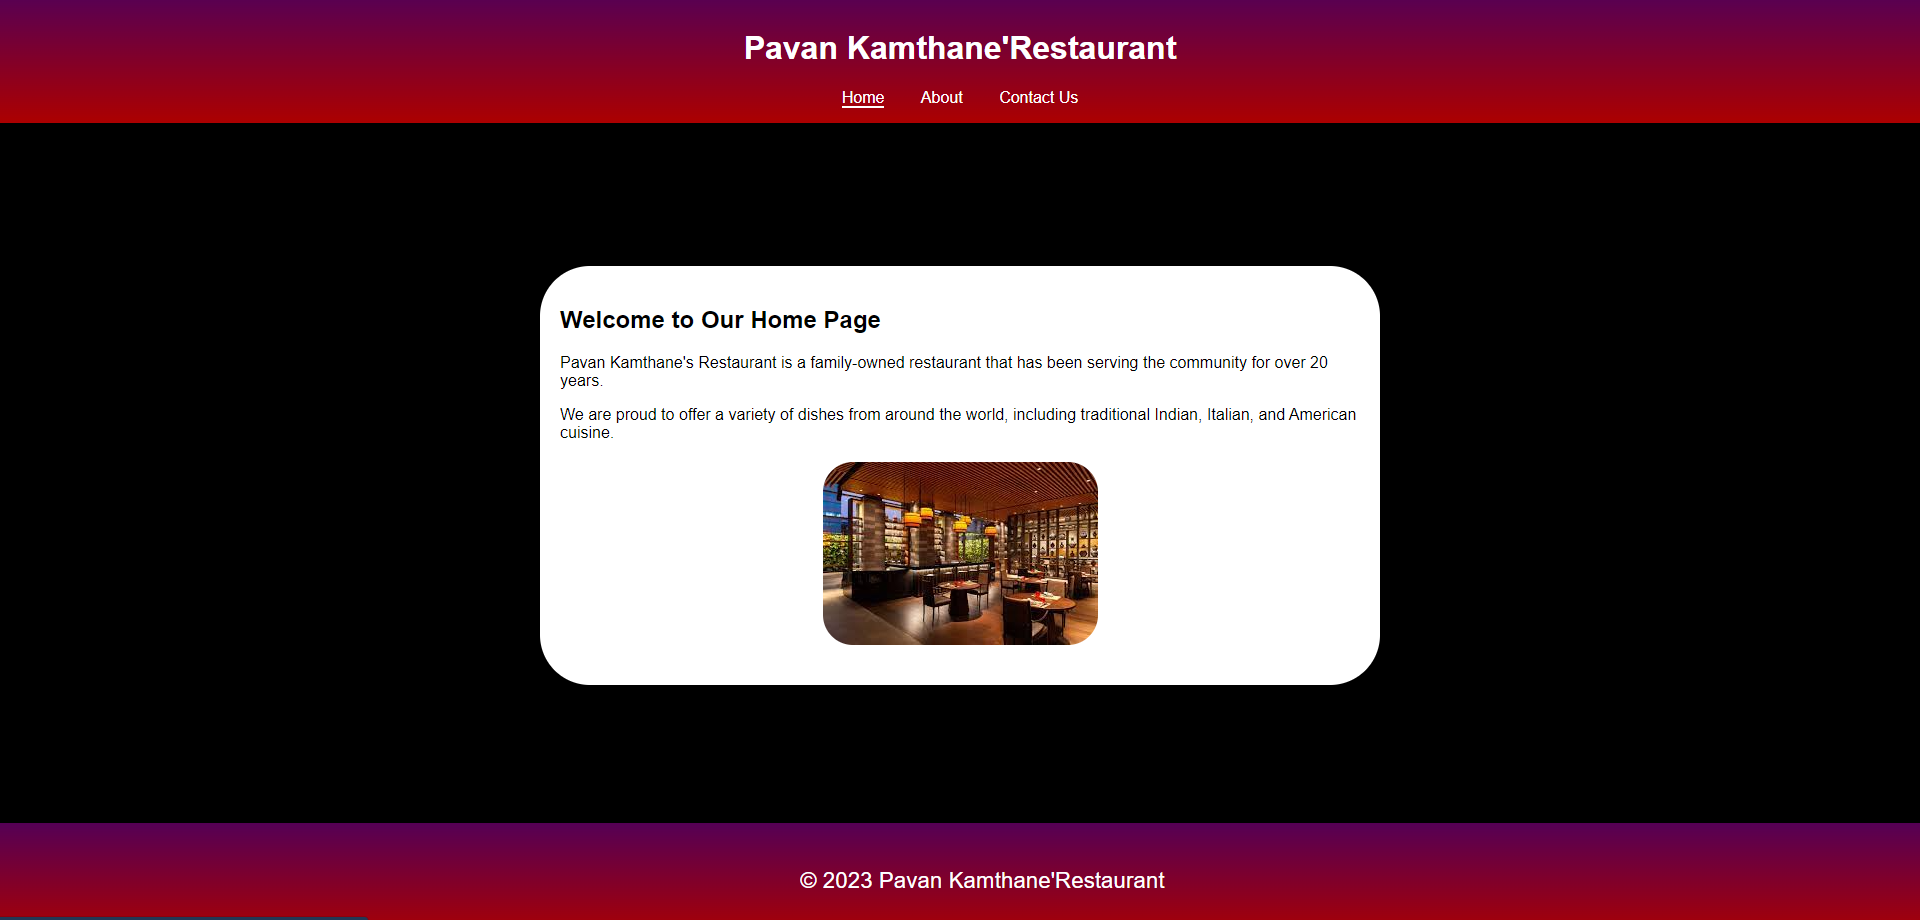 Pavan Kamthane'Restaurant
Home About Contact Us
Welcome to Our Home Page
Pavan Kamthane's Restaurant is a family-owned restaurant that has been serving the community for over 20
years.
We are proud to offer a variety of dishes from around the world, including traditional Indian, Italian, and American
cuisine.
© 2023 Pavan Kamthane'Restaurant